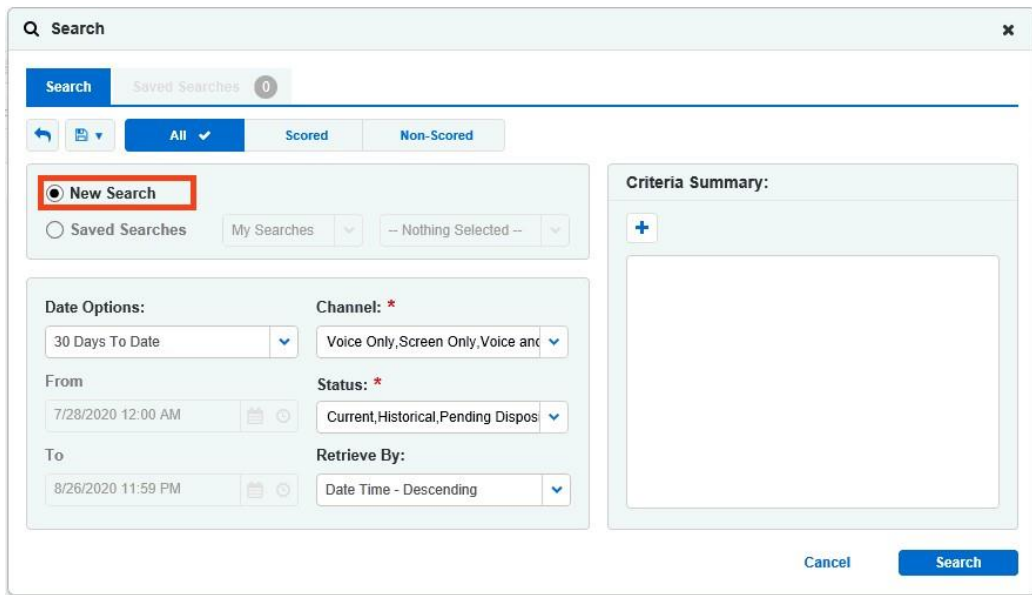 Search
Search Saved Searches 0
All Scored Non-Scored
New Search
Saved Searches My Searches -- Nothing Selected --
Criteria Summary:
Date Options:
30 Days To Date
Channel: *
Voice Only,Screen Only,Voice and
From
7/28/2020 12:00 AM
Status: *
Current,Historical,Pending Disposi
To
8/26/2020 11:59 PM
Retrieve By:
Date Time - Descending
Cancel Search